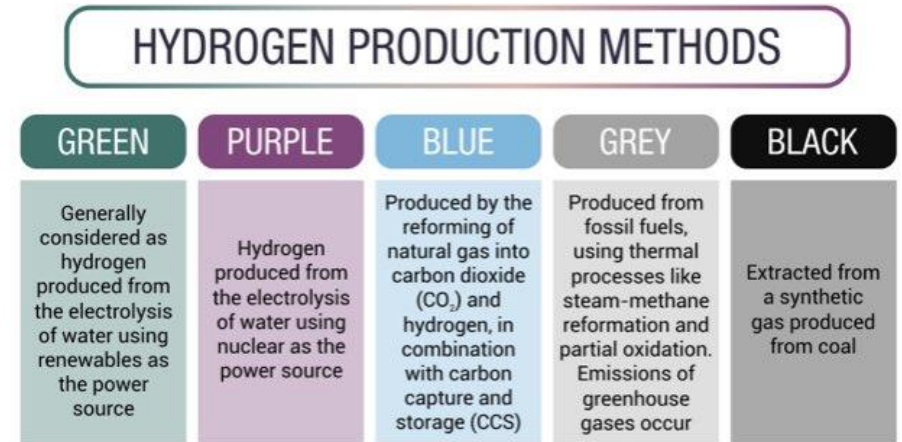 HYDROGEN PRODUCTION METHODS
GREEN
Generally
considered as
hydrogen
produced from
the electrolysis
of water using
renewables as
the power
source
PURPLE
Hydrogen
produced from
the electrolysis
of water using
nuclear as the
power source
BLUE
Produced by the
reforming of
natural gas into
carbon dioxide
(CO₂) and
hydrogen, in
combination
with carbon
capture and
storage (CCS)
GREY
Produced from
fossil fuels,
using thermal
processes like
steam-methane
reformation and
partial oxidation.
Emissions of
greenhouse
gases occur
BLACK
Extracted from
a synthetic
gas produced
from coal